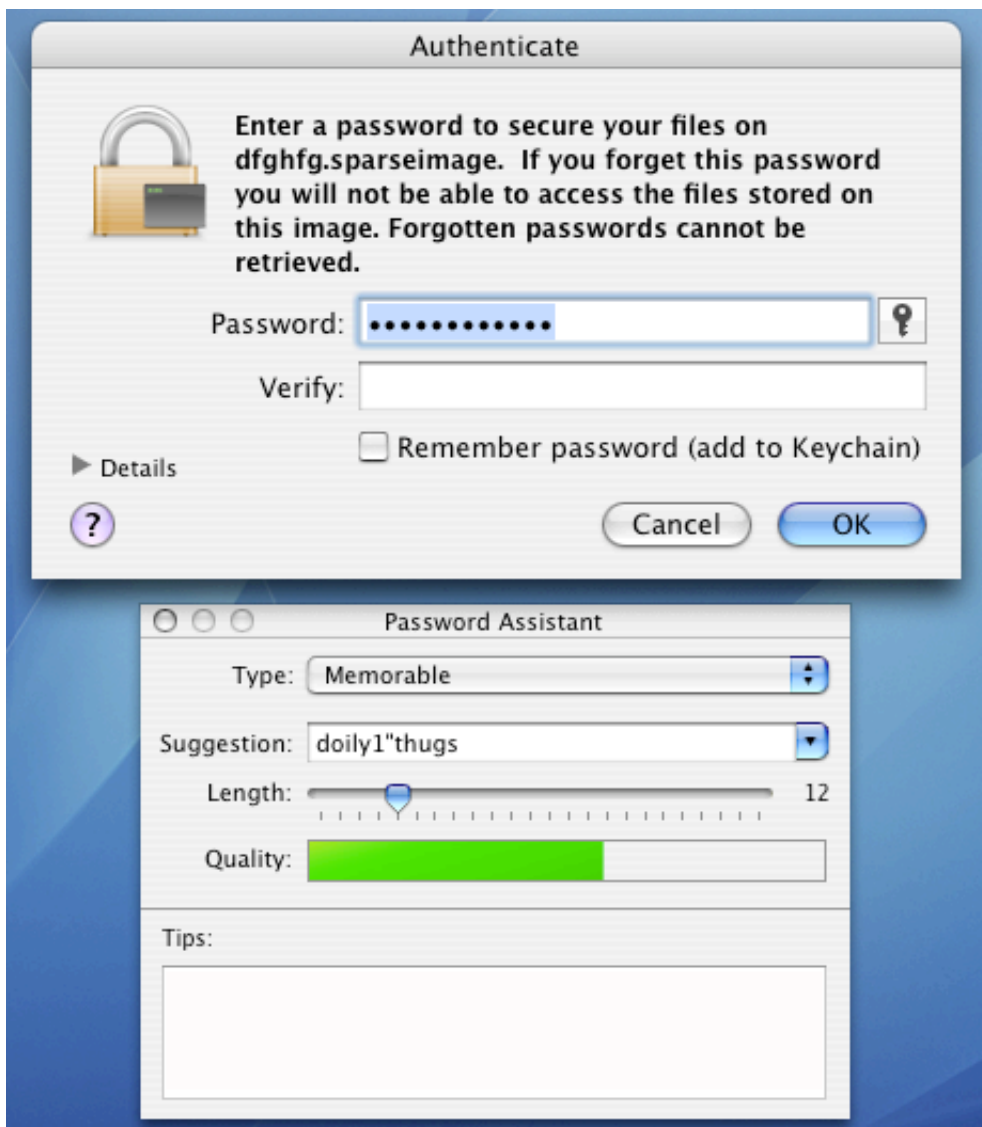 Authenticate
Enter a password to secure your files on
dfghfg.sparseimage. If you forget this password
you will not be able to access the files stored on
this image. Forgotten passwords cannot be
retrieved.
Password: ••••••••••••
Verify:
Remember password (add to Keychain)
Details
? Cancel OK
Password Assistant
Type: Memorable
Suggestion: doily1"thugs
Length: 12
Quality:
Tips: